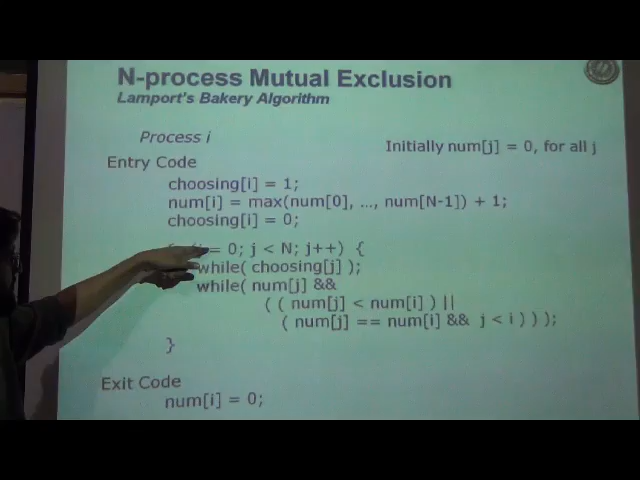 N-process Mutual Exclusion
Lamport's Bakery Algorithm
Process i
Initially num[j] = 0, for all j
Entry Code
choosing[i] = 1;
num[i] = max(num[0], ..., num[N-1]) + 1;
choosing[i] = 0;
= 0; j < N; j++) {
while( choosing[j] );
while( num[j] &&
( ( num[j] < num[i] ) ||
( num[j] == num[i] && j < i ) ) );
}
Exit Code
num[i] = 0;